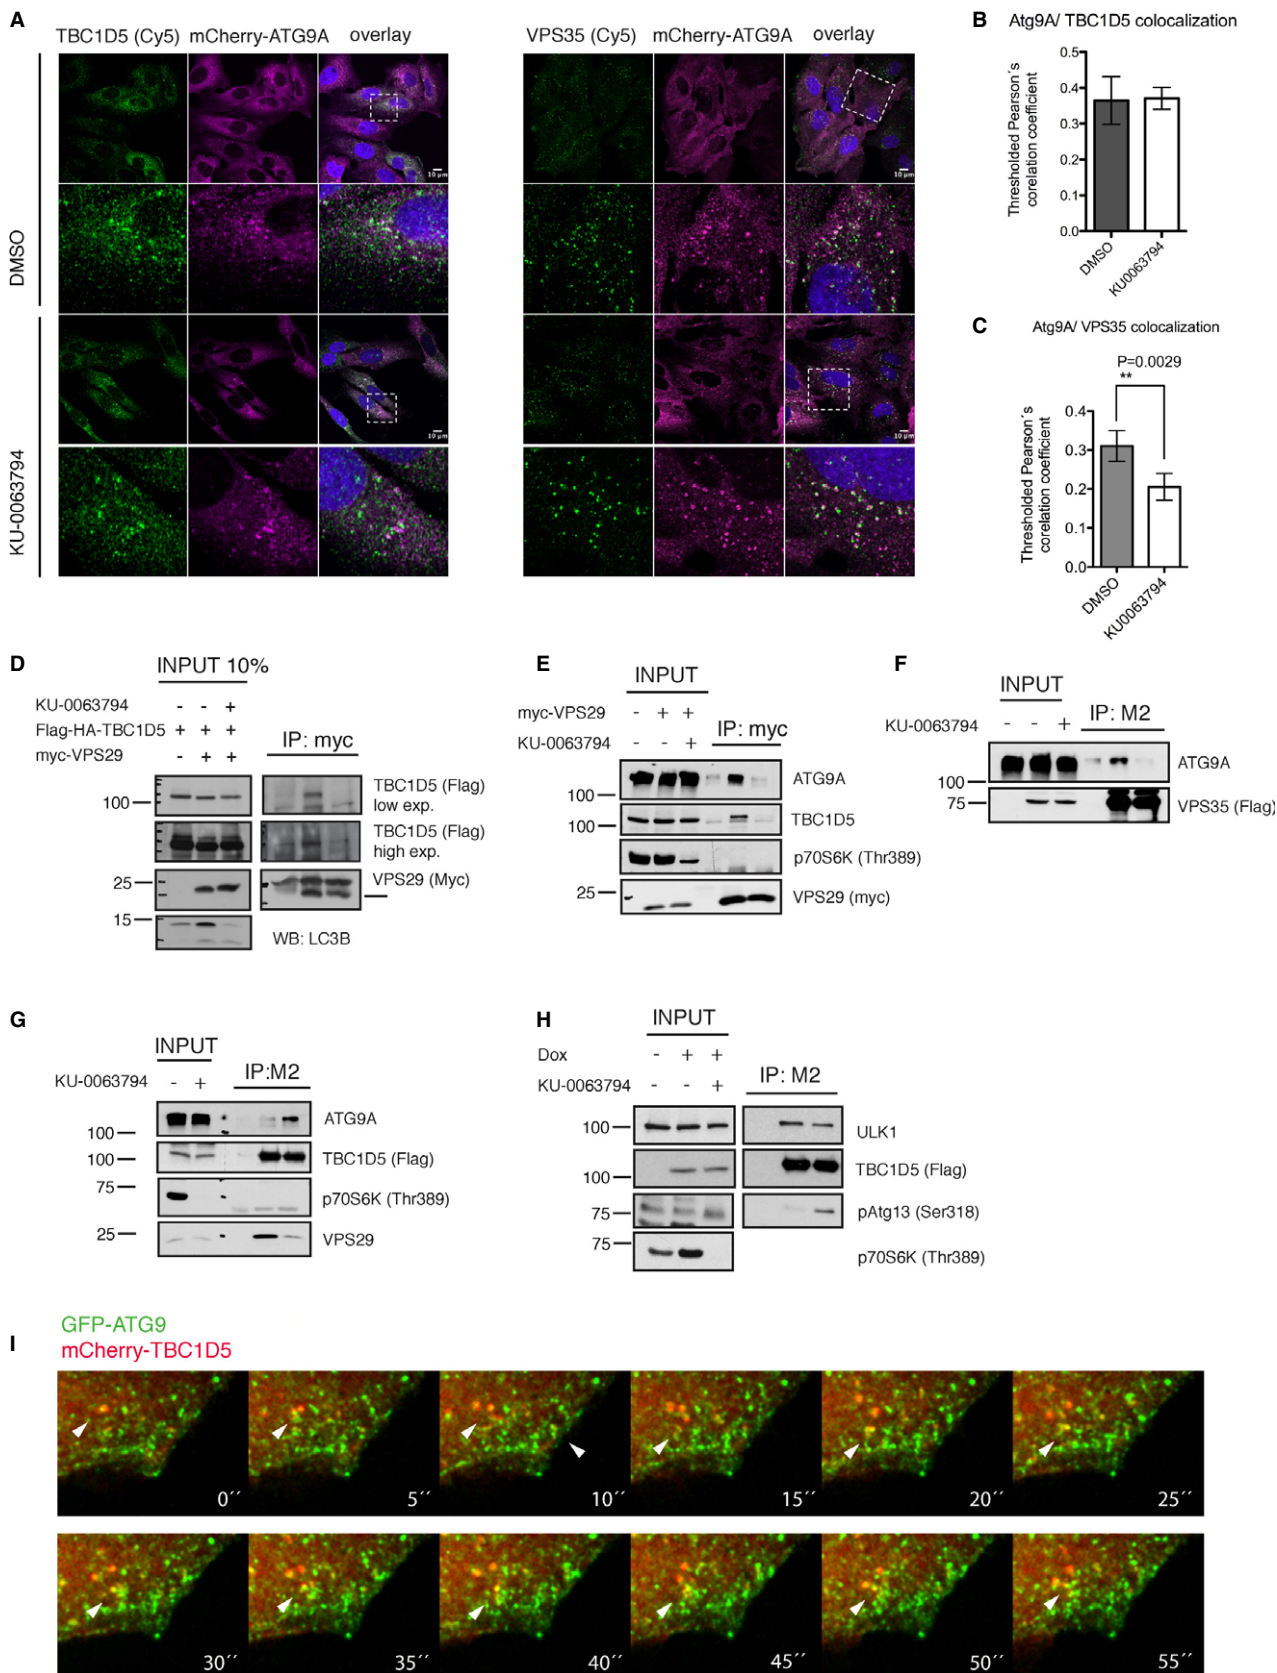 A
TBC1D5 (Cy5) mCherry-ATG9A overlay
VPS35 (Cy5) mCherry-ATG9A overlay
DMSO
KU-0063794
10 µm
10 µm
10 µm
10 µm
B
Atg9A/ TBC1D5 colocalization
Thresholded Pearson´s
corelation coefficient
0.5
0.4
0.3
0.2
0.1
0.0
DMSO
KU0063794
C
Atg9A/ VPS35 colocalization
P=0.0029
**
Thresholded Pearson´s
corelation coefficient
0.4
0.3
0.2
0.1
0.0
DMSO
KU0063794
D
INPUT 10%
KU-0063794 - - +
Flag-HA-TBC1D5 + + +
myc-VPS29 - + +
IP: myc
100
TBC1D5 (Flag)
low exp.
TBC1D5 (Flag)
high exp.
25
VPS29 (Myc)
15
WB: LC3B
E
INPUT
myc-VPS29 - + +
KU-0063794 - - +
IP: myc
ATG9A
100
TBC1D5
100
p70S6K (Thr389)
25
VPS29 (myc)
F
INPUT
KU-0063794 - - +
IP: M2
ATG9A
100
75
VPS35 (Flag)
G
INPUT
KU-0063794 - +
IP:M2
ATG9A
100
100
TBC1D5 (Flag)
75
p70S6K (Thr389)
25
VPS29
H
INPUT
Dox - + +
KU-0063794 - - +
IP: M2
100
ULK1
TBC1D5 (Flag)
100
75
pAtg13 (Ser318)
75
p70S6K (Thr389)
I
GFP-ATG9
mCherry-TBC1D5
0´´ 5´´ 10´´ 15´´ 20´´ 25´´
30´´ 35´´ 40´´ 45´´ 50´´ 55´´